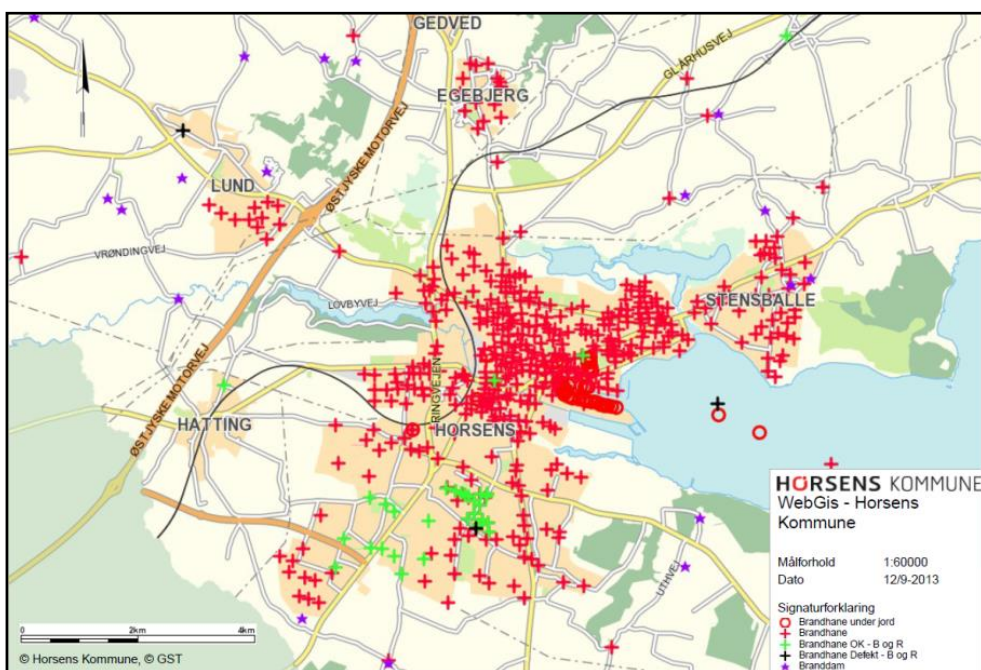 GEDVED
GL ÅRHUSVEJ
EGEBJERG
ØSTJYSKE MOTORVEJ
LUND
VRØNDINGVEJ
LOVBYVEJ
STENSBALLE
ØSTJYSKE MOTORVEJ
RINGVEJEN
HATTING
HORSENS
UTHVEJ
HORSENS KOMMUNE
WebGis - Horsens
Kommune
Målforhold 1:60000
Dato 12/9-2013
Signaturforklaring
Brandhane under jord
Brandhane
Brandhane OK - B og R
Brandhane Defekt - B og R
Branddam
2km 4km
© Horsens Kommune, © GST